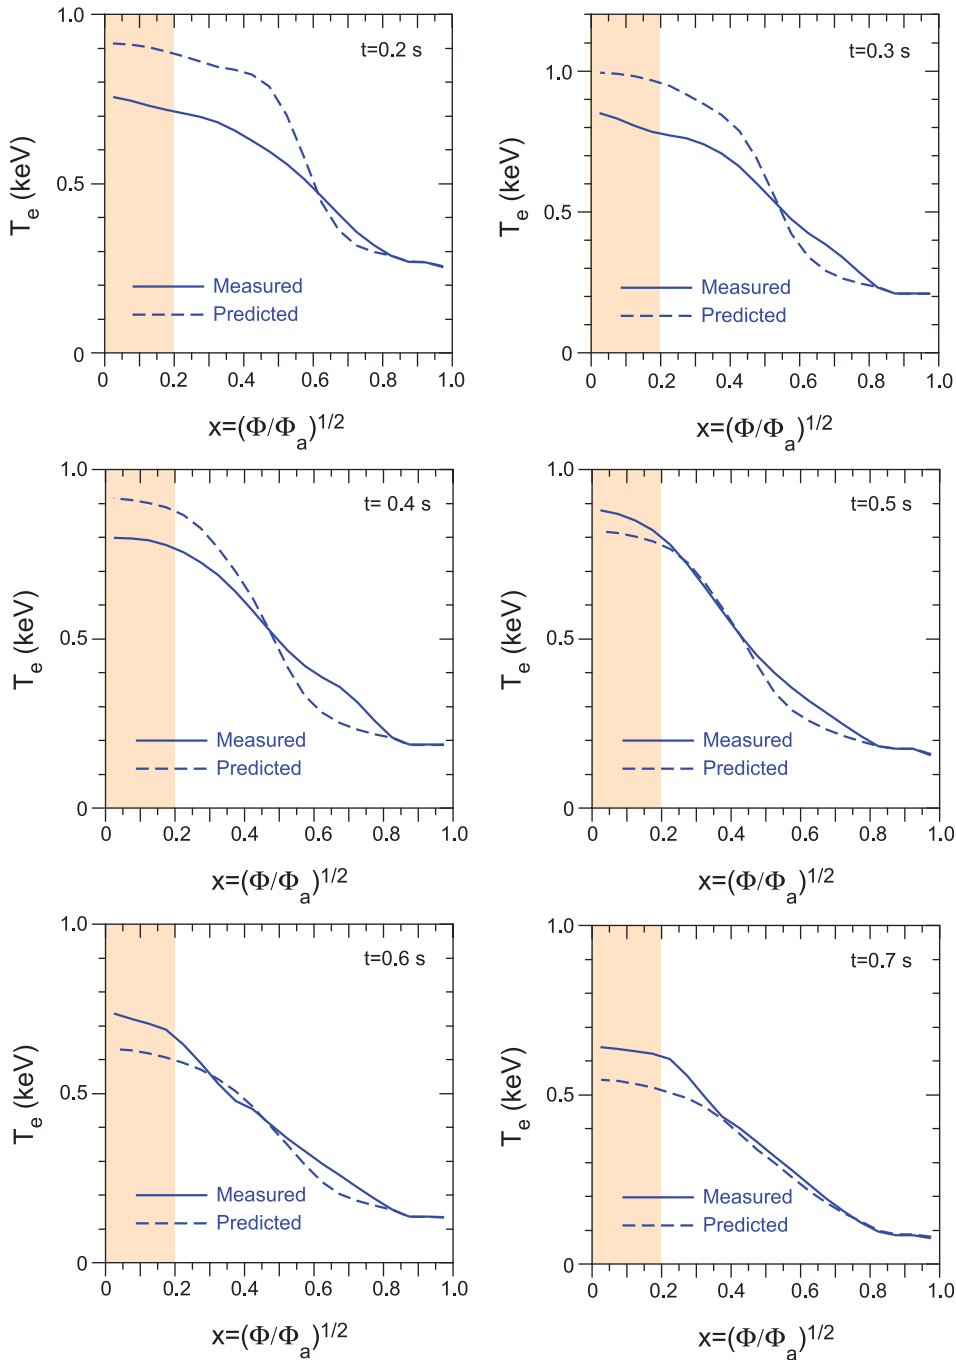 1.0
t=0.2 s
T_e (keV)
0.5
Measured
Predicted
0
0 0.2 0.4 0.6 0.8 1.0
x=(Φ/Φ_a)^1/2
1.0
t=0.3 s
T_e (keV)
0.5
Measured
Predicted
0
0 0.2 0.4 0.6 0.8 1.0
x=(Φ/Φ_a)^1/2
1.0
t= 0.4 s
T_e (keV)
0.5
Measured
Predicted
0
0 0.2 0.4 0.6 0.8 1.0
x=(Φ/Φ_a)^1/2
1.0
t=0.5 s
T_e (keV)
0.5
Measured
Predicted
0
0 0.2 0.4 0.6 0.8 1.0
x=(Φ/Φ_a)^1/2
1.0
t=0.6 s
T_e (keV)
0.5
Measured
Predicted
0
0 0.2 0.4 0.6 0.8 1.0
x=(Φ/Φ_a)^1/2
1.0
t=0.7 s
T_e (keV)
0.5
Measured
Predicted
0
0 0.2 0.4 0.6 0.8 1.0
x=(Φ/Φ_a)^1/2